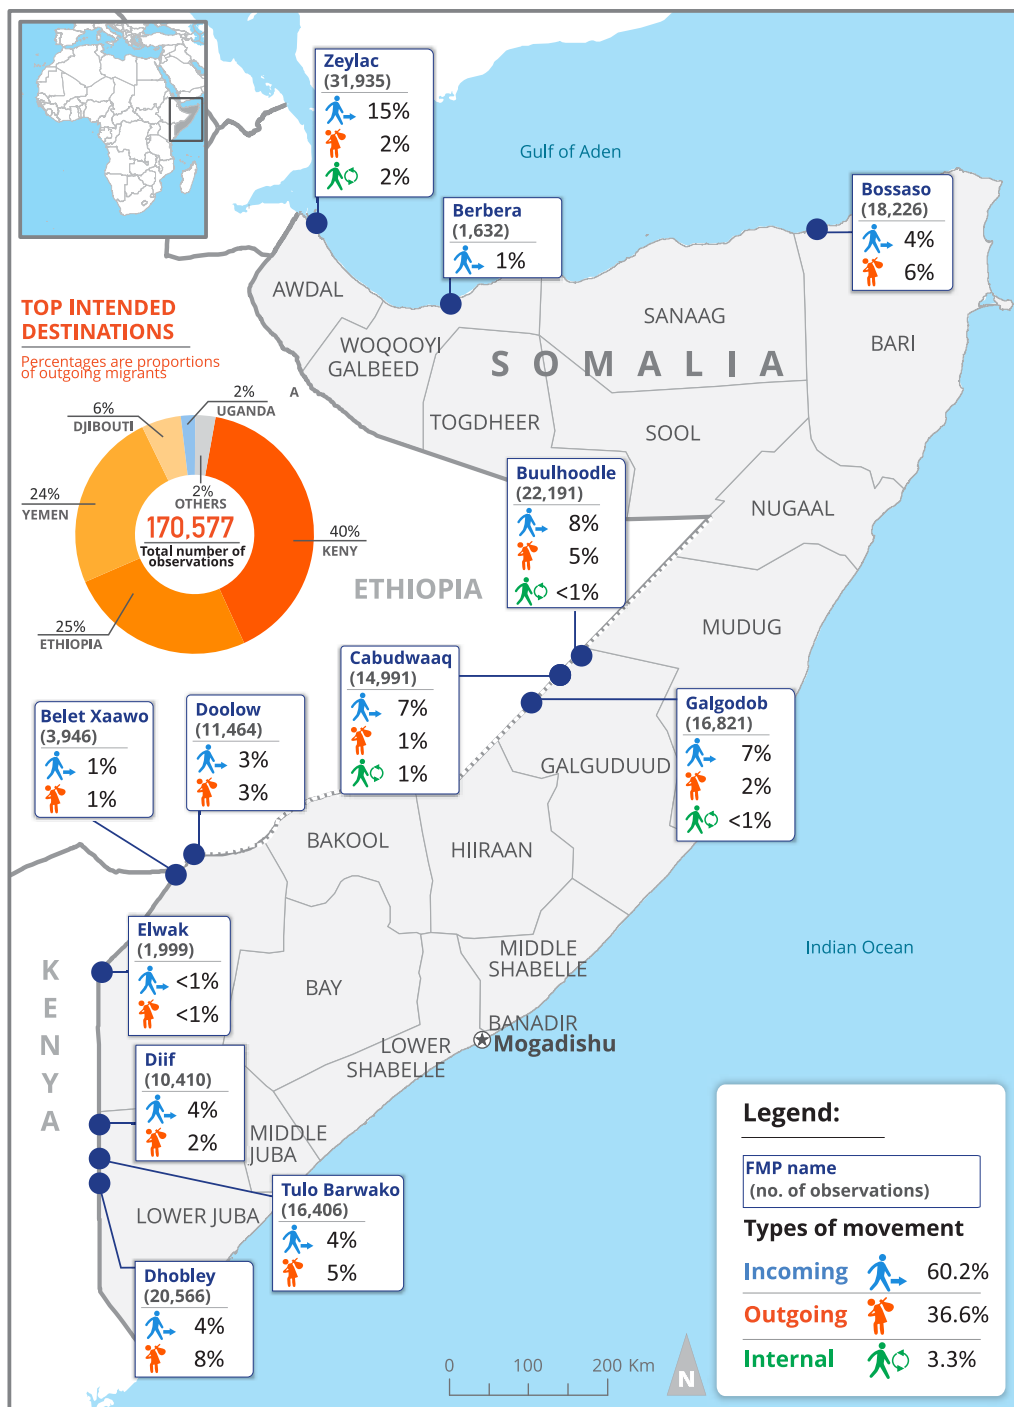 Zeylac
(31,935)
15%
2%
2%
Gulf of Aden
Berbera
(1,632)
1%
Bossaso
(18,226)
4%
6%
AWDAL
WOQOOYI
GALBEED
SANAAG
BARI
SOMALIA
TOGDHEER
SOOL
NUGAAL
TOP INTENDED
DESTINATIONS
Percentages are proportions
of outgoing migrants
A
2%
UGANDA
6%
DJIBOUTI
24%
YEMEN
2%
OTHERS
170,577
Total number of
observations
40%
KENY
25%
ETHIOPIA
ETHIOPIA
Buulhoodle
(22,191)
8%
5%
<1%
MUDUG
Cabudwaaq
(14,991)
7%
1%
1%
Galgodob
(16,821)
7%
2%
<1%
GALGUDUUD
Belet Xaawo
(3,946)
1%
1%
Doolow
(11,464)
3%
3%
BAKOOL
HIIRAAN
Elwak
(1,999)
<1%
<1%
KENYA
BAY
MIDDLE
SHABELLE
Indian Ocean
BANADIR
Mogadishu
LOWER
SHABELLE
Diif
(10,410)
4%
2%
MIDDLE
JUBA
Tulo Barwako
(16,406)
4%
5%
LOWER JUBA
Dhobley
(20,566)
4%
8%
0 100 200 Km
N
Legend:
FMP name
(no. of observations)
Types of movement
Incoming 60.2%
Outgoing 36.6%
Internal 3.3%